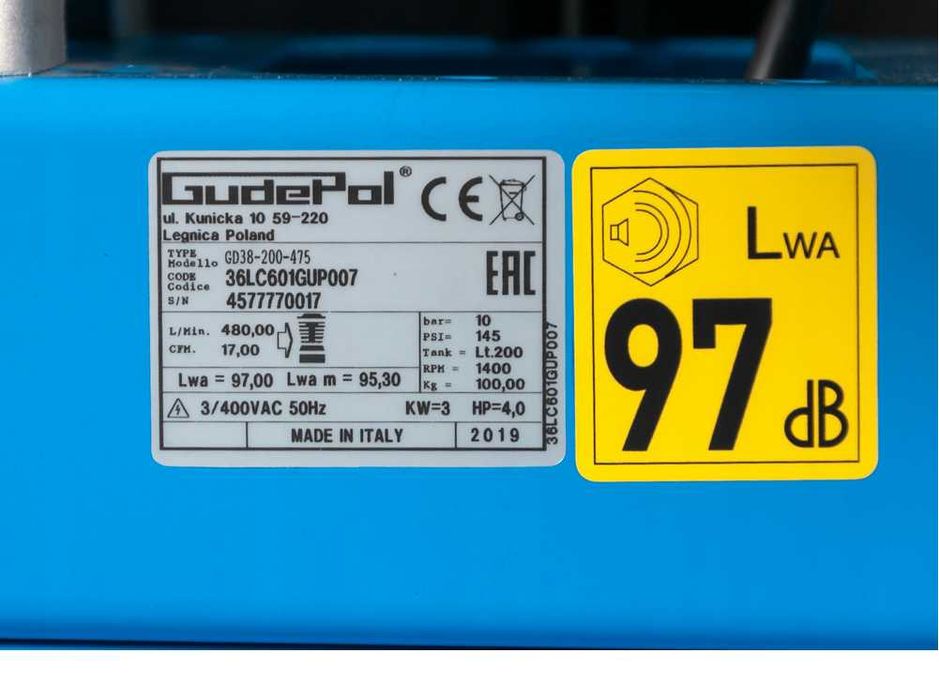 GudePol®
CE
ul. Kunicka 10 59-220
Legnica Poland
TYPE
Modello GD38-200-475
CODE
Codice 36LC601GUP007
S/N 4577770017
EAC
L/Min. 480,00
CFM. 17,00
bar= 10
PSI= 145
Tank = Lt.200
RPM = 1400
Kg = 100,00
Lwa = 97,00 Lwa m = 95,30
3/400VAC 50Hz KW=3 HP=4,0
MADE IN ITALY 2019
36LC601GUP007
LWA
97
dB